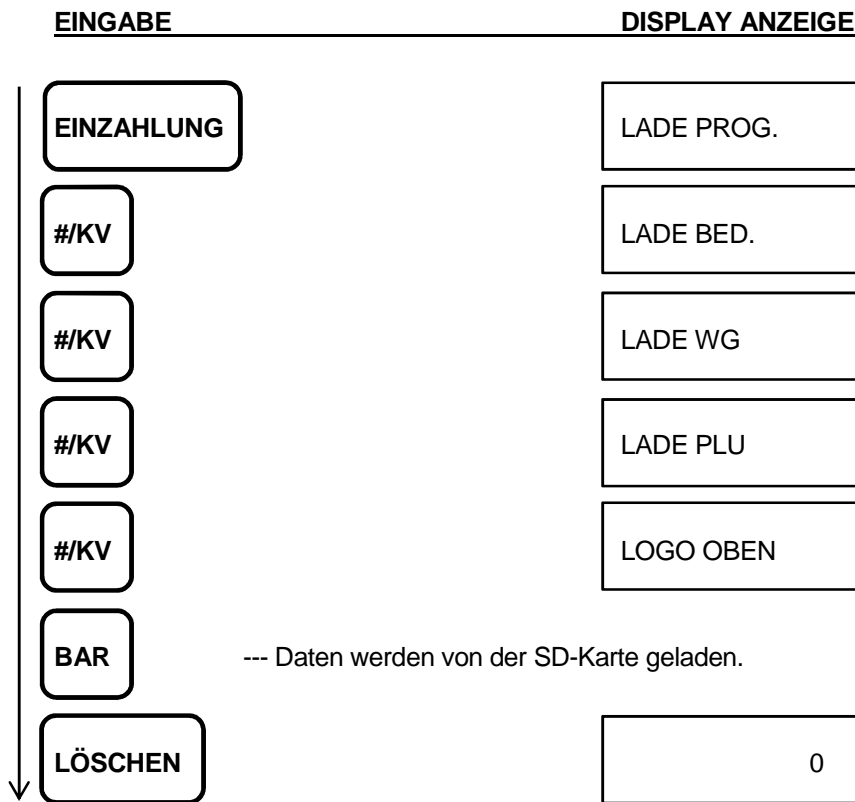 EINGABE DISPLAY ANZEIGE
EINZAHLUNG LADE PROG.
#/KV LADE BED.
#/KV LADE WG
#/KV LADE PLU
#/KV LOGO OBEN
BAR --- Daten werden von der SD-Karte geladen.
LÖSCHEN 0